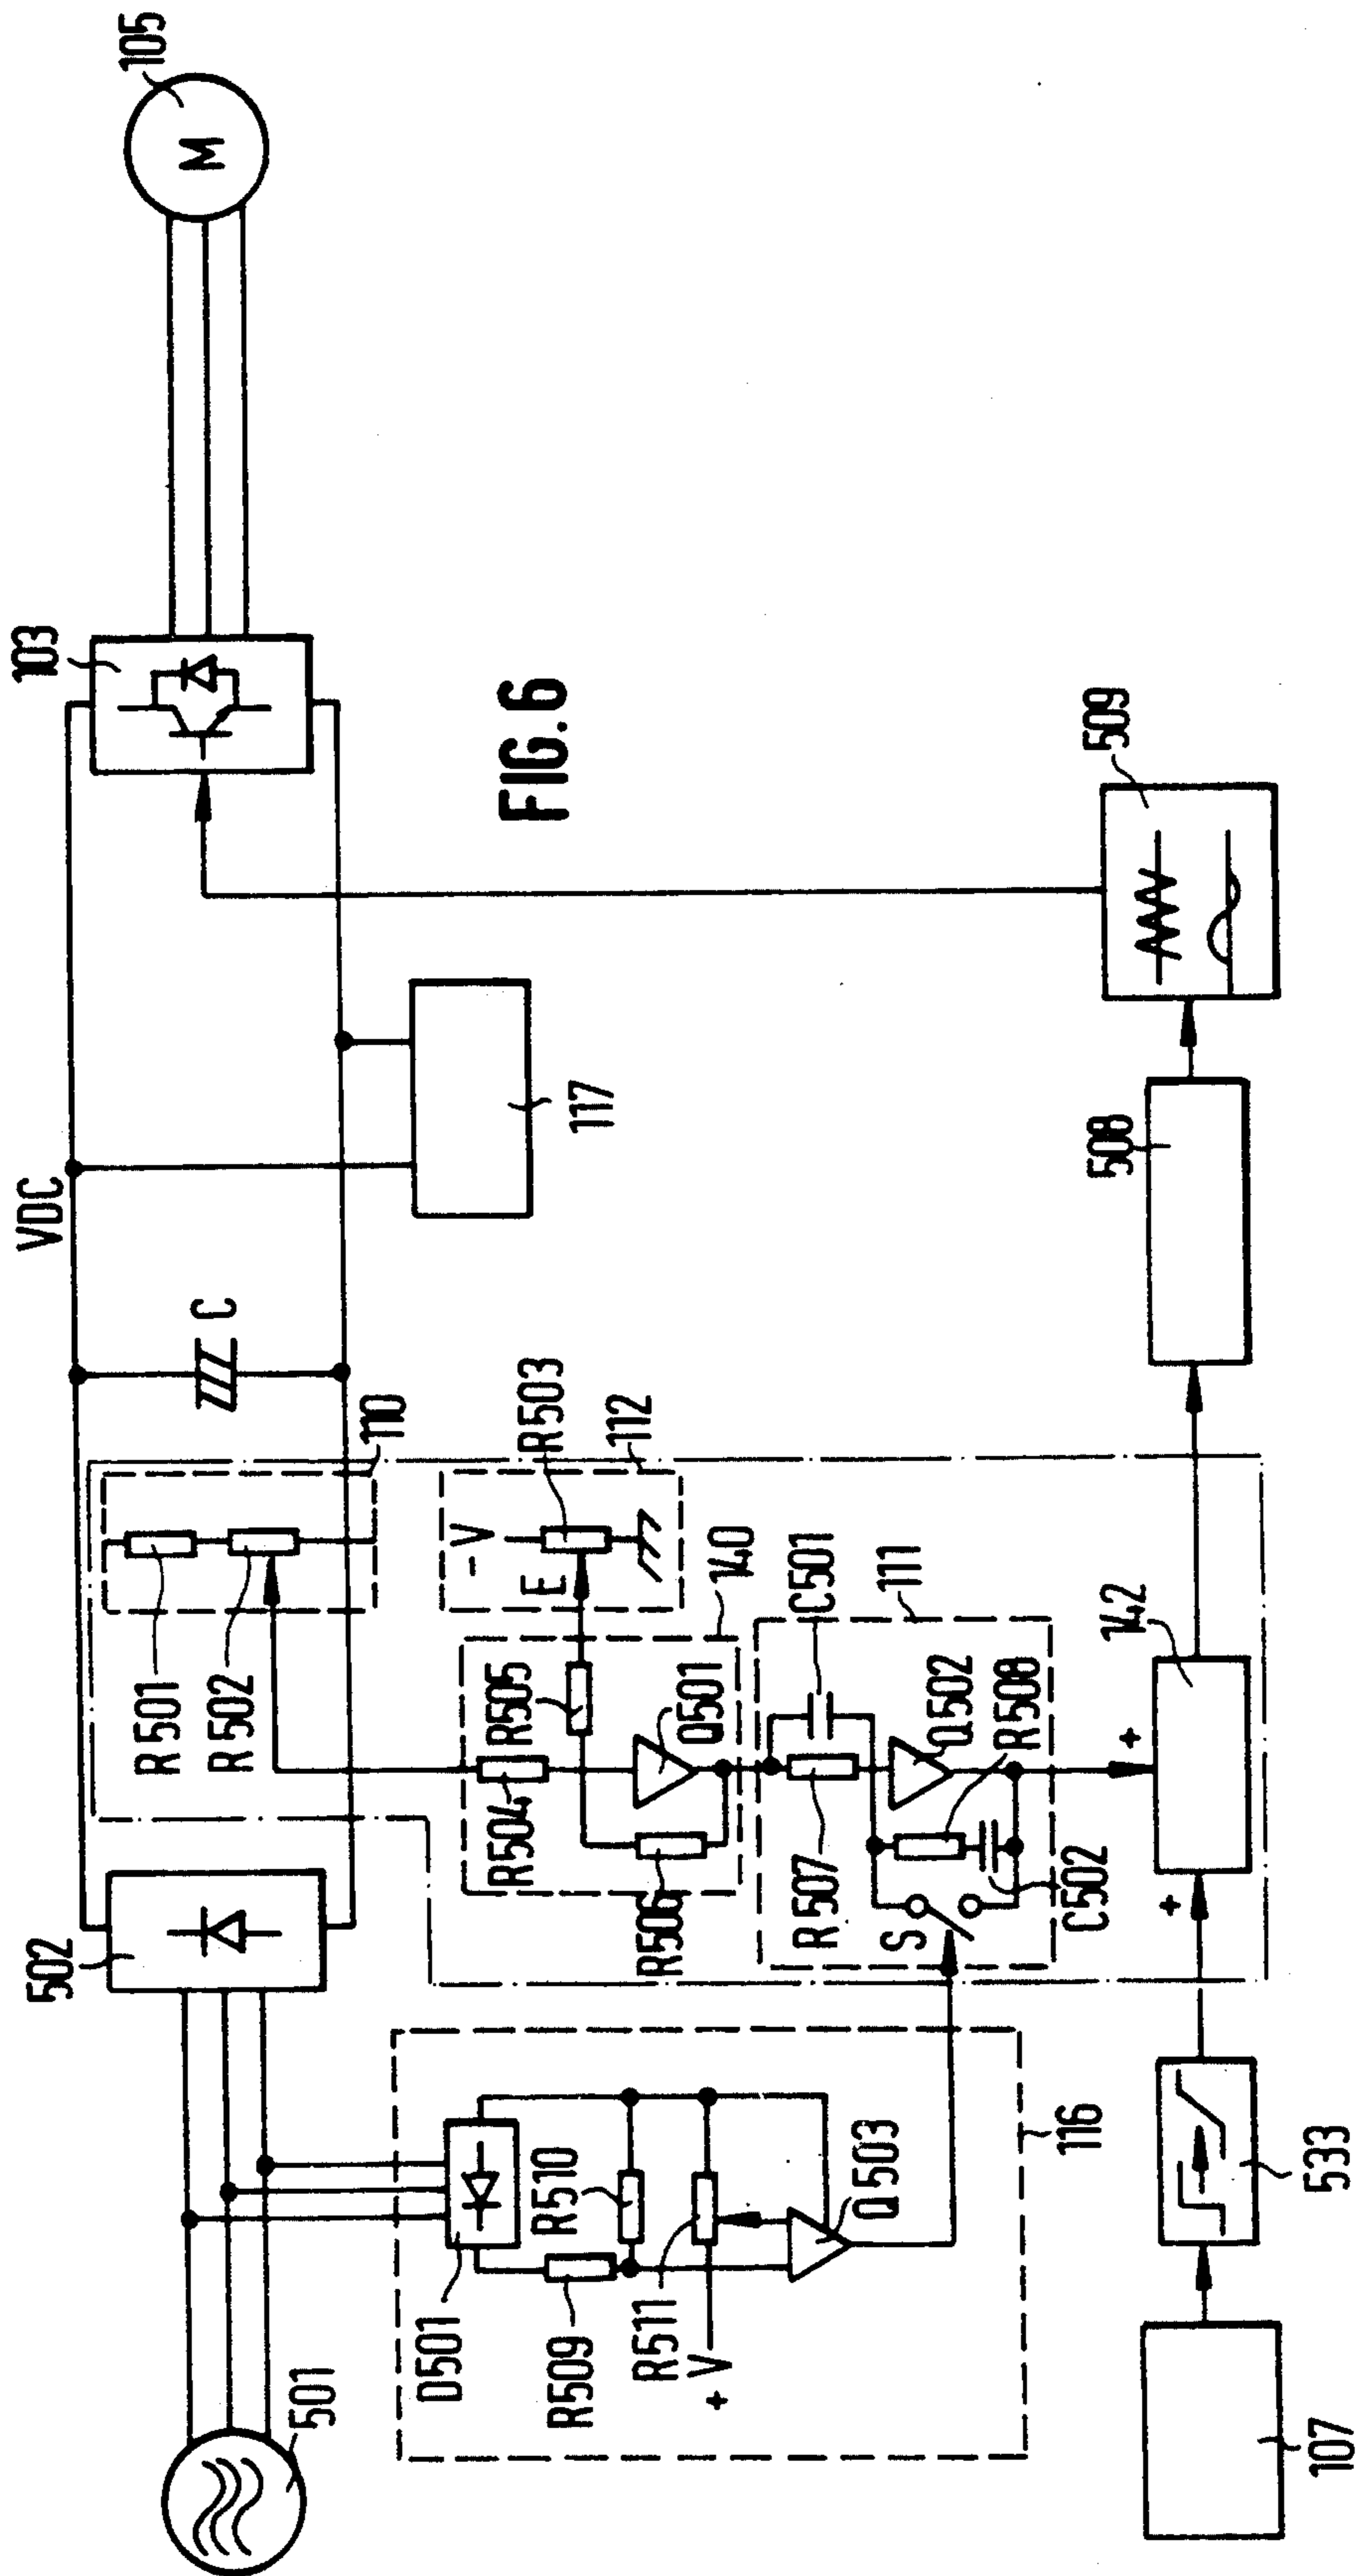 105
M
103
FIG. 6
509
VDC
117
508
C
110
R503
112
- V
E
140
C501
111
142
R501
R502
R505
Q501
Q502
R508
+
R504
R506
R507
S
C502
+
502
116
D501
R510
Q503
R509
R511
+ V
533
501
107